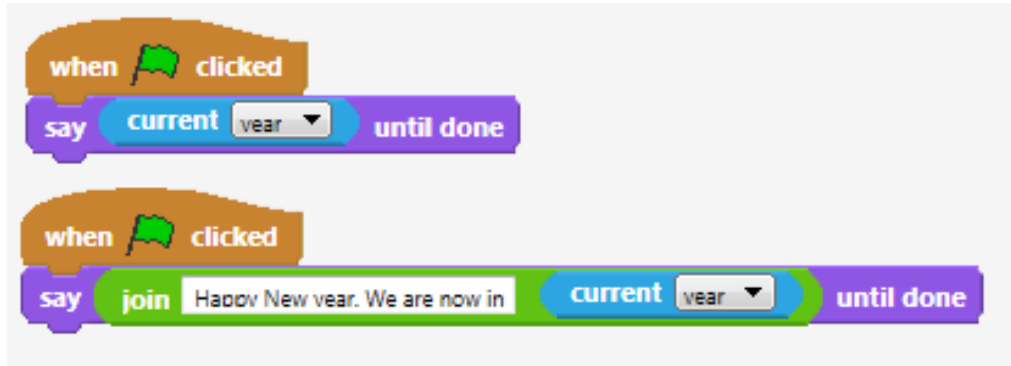 when clicked
say current year until done
when clicked
say join Happy New year. We are now in current year until done